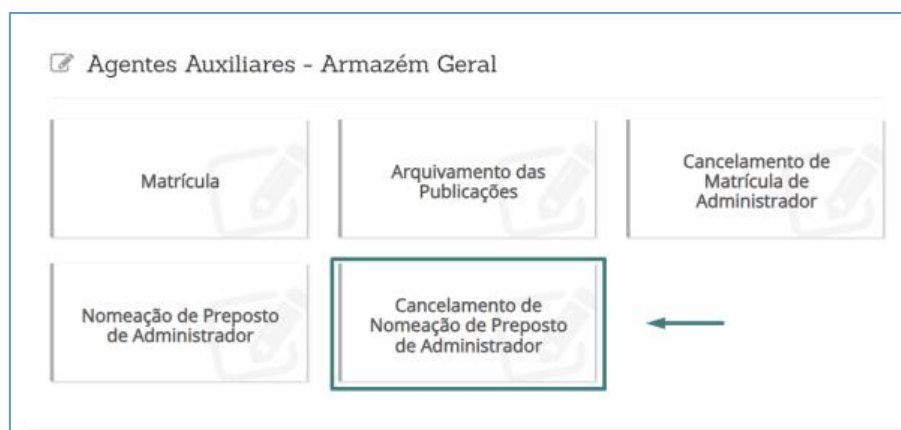 Agentes Auxiliares - Armazém Geral
Matrícula
Arquivamento das
Publicações
Cancelamento de
Matrícula de
Administrador
Nomeação de Preposto
de Administrador
Cancelamento de
Nomeação de Preposto
de Administrador